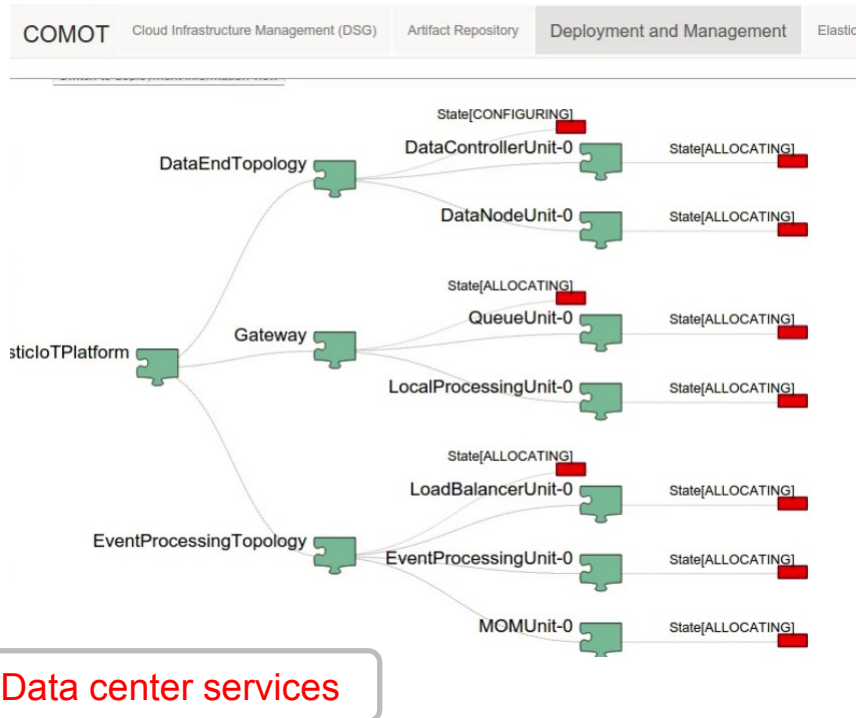 COMOT Cloud Infrastructure Management (DSG) Artifact Repository Deployment and Management Elastic
State[CONFIGURING]
DataControllerUnit-0 State[ALLOCATING]
DataEndTopology
DataNodeUnit-0 State[ALLOCATING]
State[ALLOCATING]
QueueUnit-0 State[ALLOCATING]
Gateway
sticIoTPlatform
LocalProcessingUnit-0 State[ALLOCATING]
State[ALLOCATING]
LoadBalancerUnit-0 State[ALLOCATING]
EventProcessingTopology
EventProcessingUnit-0 State[ALLOCATING]
MOMUnit-0 State[ALLOCATING]
Data center services